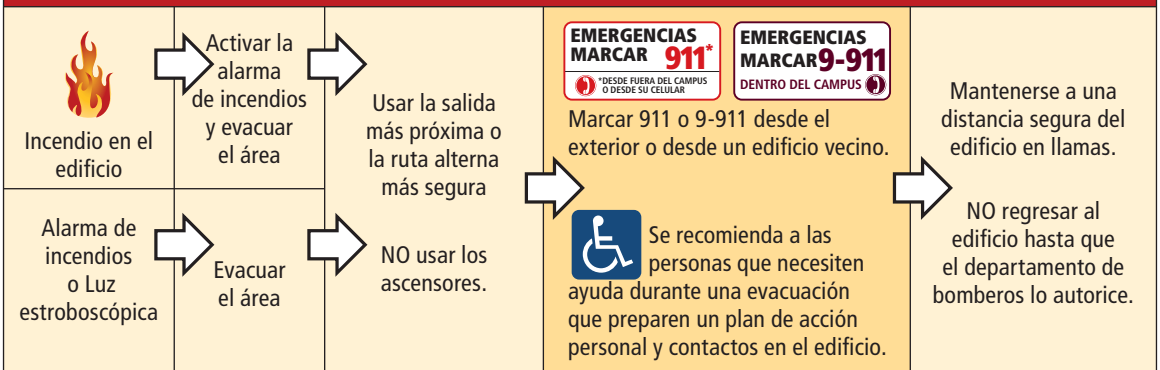 Incendio en el
edificio
Activar la
alarma
de incendios
y evacuar
el área
Alarma de
incendios
o Luz
estroboscópica
Evacuar
el área
Usar la salida
más próxima o
la ruta alterna
más segura
NO usar los
ascensores.
EMERGENCIAS
MARCAR 911*
*DESDE FUERA DEL CAMPUS
O DESDE SU CELULAR
EMERGENCIAS
MARCAR 9-911
DENTRO DEL CAMPUS
Marcar 911 o 9-911 desde el
exterior o desde un edificio vecino.
Se recomienda a las
personas que necesiten
ayuda durante una evacuación
que preparen un plan de acción
personal y contactos en el edificio.
Mantenerse a una
distancia segura del
edificio en llamas.
NO regresar al
edificio hasta que
el departamento de
bomberos lo autorice.